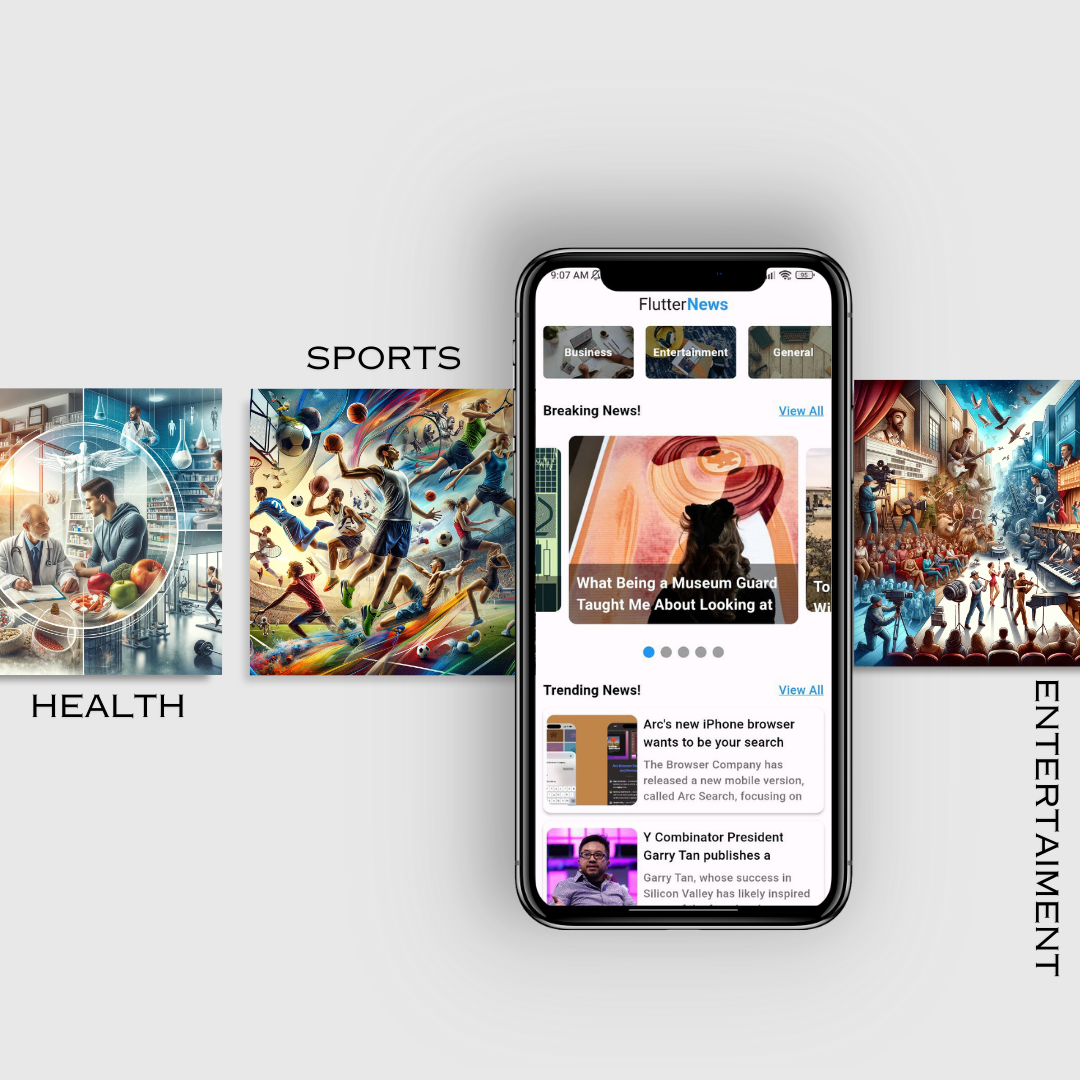 SPORTS
HEALTH
ENTERTAIMENT
9:07 AM
95
FlutterNews
Business
Entertainment
General
Breaking News!
View All
What Being a Museum Guard
Taught Me About Looking at
To
Wi
Trending News!
View All
Arc's new iPhone browser
wants to be your search
The Browser Company has
released a new mobile version,
called Arc Search, focusing on
Y Combinator President
Garry Tan publishes a
Garry Tan, whose success in
Silicon Valley has likely inspired